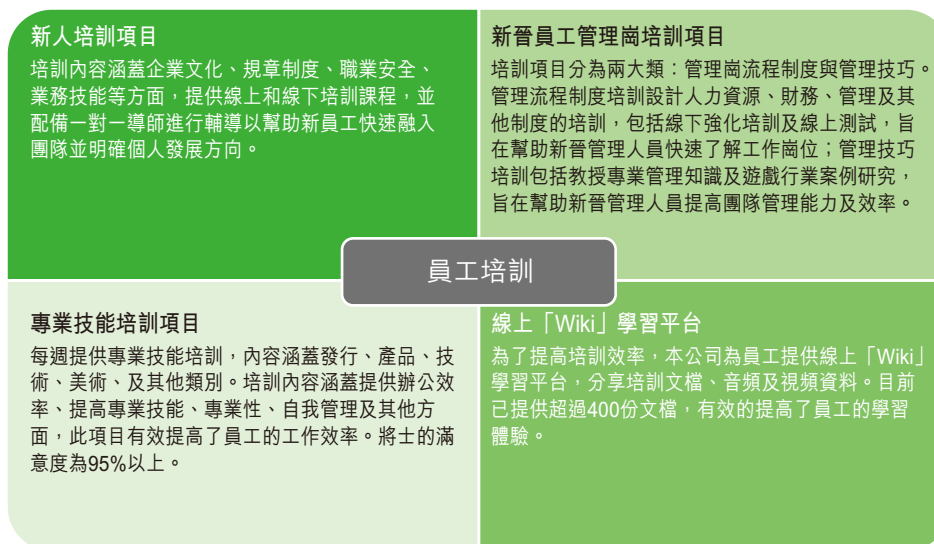 新人培訓項目
培訓內容涵蓋企業文化、規章制度、職業安全、
業務技能等方面，提供線上和線下培訓課程，並
配備一對一導師進行輔導以幫助新員工快速融入
團隊並明確個人發展方向。
新晉員工管理崗培訓項目
培訓項目分為兩大類：管理崗流程制度與管理技巧。
管理流程制度培訓設計人力資源、財務、管理及其
他制度的培訓，包括線下強化培訓及線上測試，旨
在幫助新晉管理人員快速了解工作崗位；管理技巧
培訓包括教授專業管理知識及遊戲行業案例研究，
旨在幫助新晉管理人員提高團隊管理能力及效率。
員工培訓
專業技能培訓項目
每週提供專業技能培訓，內容涵蓋發行、產品、技
術、美術、及其他類別。培訓內容涵蓋提供辦公效
率、提高專業技能、專業性、自我管理及其他方
面，此項目有效提高了員工的工作效率。將士的滿
意度為95%以上。
線上「Wiki」學習平台
為了提高培訓效率，本公司為員工提供線上「Wiki」
學習平台，分享培訓文檔、音頻及視頻資料。目前
已提供超過400份文檔，有效的提高了員工的學習
體驗。